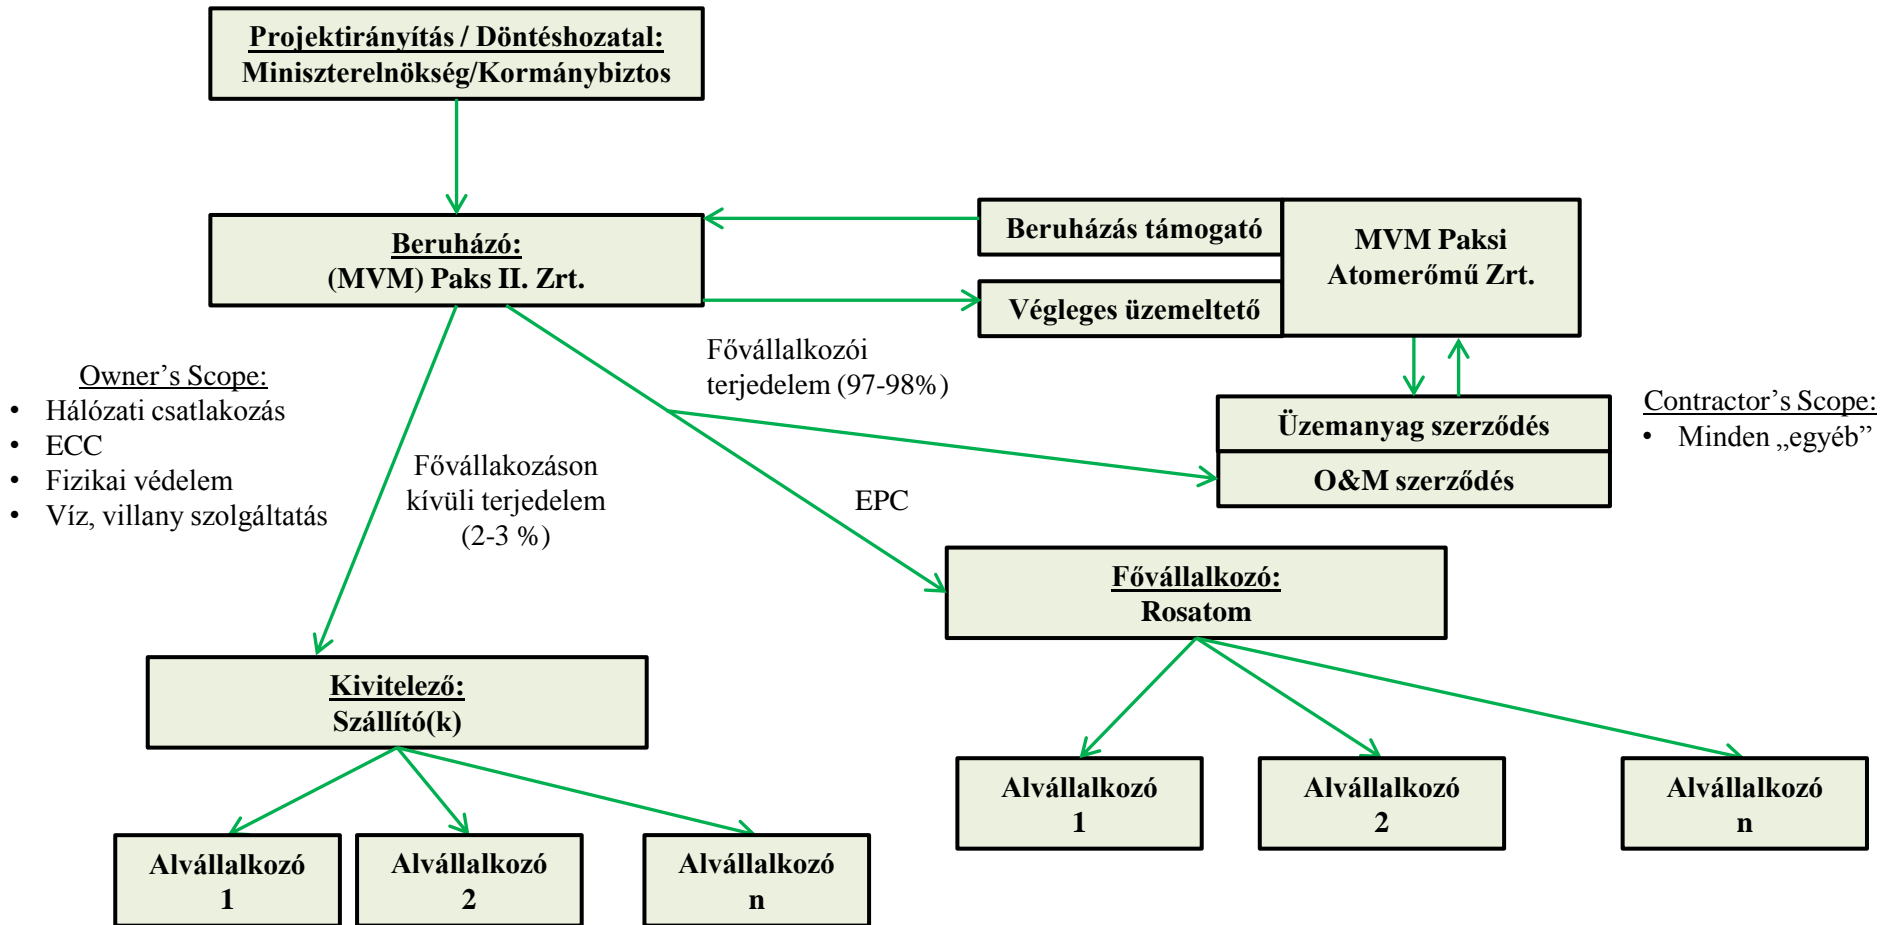 Projektirányítás / Döntéshozatal:
Miniszterelnökség/Kormánybiztos
Beruházó:
(MVM) Paks II. Zrt.
Beruházás támogató
Végleges üzemeltető
MVM Paksi
Atomerőmű Zrt.
Owner’s Scope:
• Hálózati csatlakozás
• ECC
• Fizikai védelem
• Víz, villany szolgáltatás
Fővállakozáson
kívüli terjedelem
(2-3 %)
Fővállalkozói
terjedelem (97-98%)
EPC
Üzemanyag szerződés
O&M szerződés
Contractor’s Scope:
• Minden „egyéb”
Fővállalkozó:
Rosatom
Kivitelező:
Szállító(k)
Alvállalkozó
1
Alvállalkozó
2
Alvállalkozó
n
Alvállalkozó
1
Alvállalkozó
2
Alvállalkozó
n